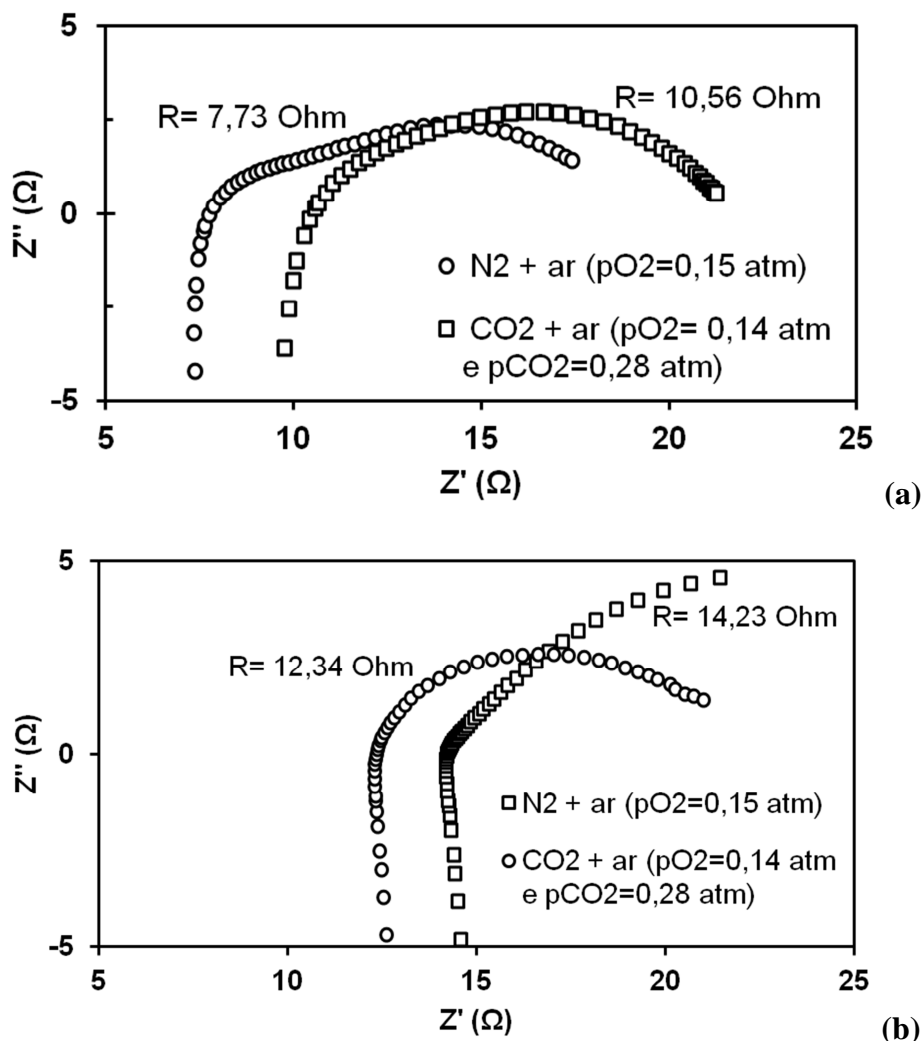 5
R= 10,56 Ohm
R= 7,73 Ohm
Z'' (Ω)
0
N2 + ar (pO2=0,15 atm)
CO2 + ar (pO2= 0,14 atm
e pCO2=0,28 atm)
-5
5 10 15 20 25
Z' (Ω)
(a)
5
R= 14,23 Ohm
R= 12,34 Ohm
Z'' (Ω)
0
N2 + ar (pO2=0,15 atm)
CO2 + ar (pO2=0,14 atm
e pCO2=0,28 atm)
-5
5 10 15 20 25
Z' (Ω)
(b)